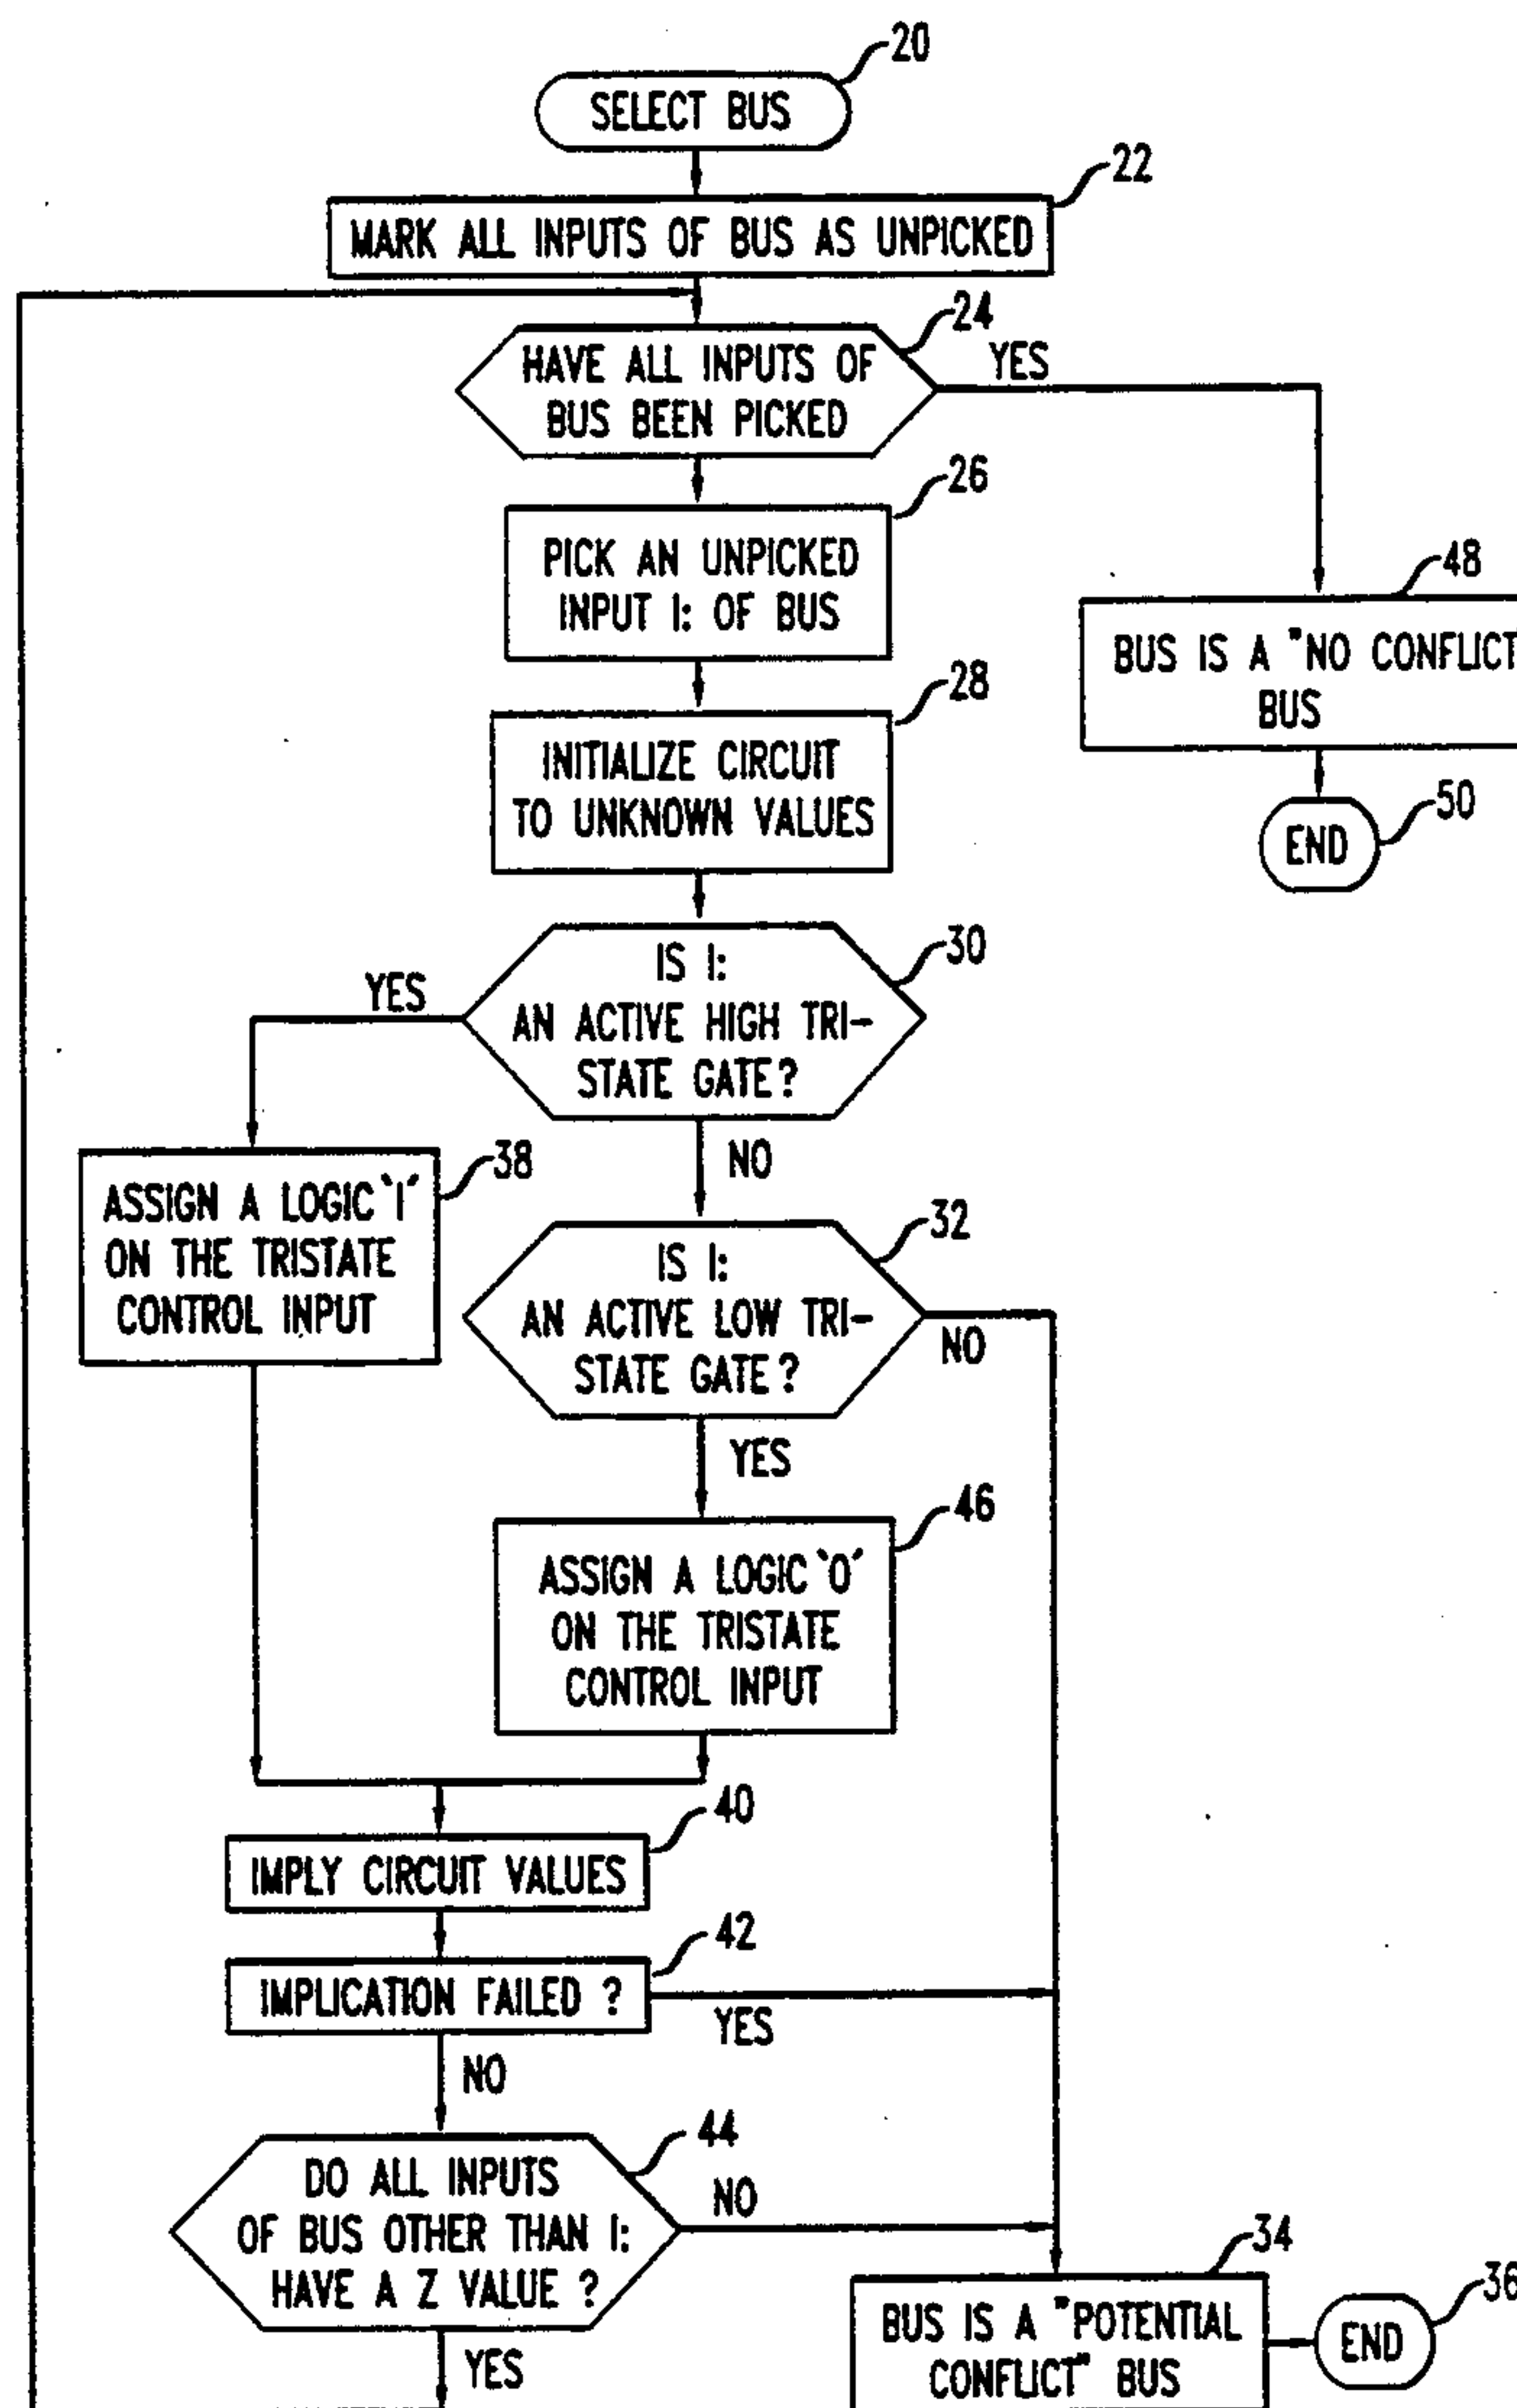 20
SELECT BUS
22
MARK ALL INPUTS OF BUS AS UNPICKED
24
HAVE ALL INPUTS OF
BUS BEEN PICKED
YES
26
PICK AN UNPICKED
INPUT I: OF BUS
48
BUS IS A "NO CONFLICT
BUS
28
INITIALIZE CIRCUIT
TO UNKNOWN VALUES
50
END
30
IS I:
AN ACTIVE HIGH TRI-
STATE GATE?
YES
NO
38
ASSIGN A LOGIC `1´
ON THE TRISTATE
CONTROL INPUT
32
IS I:
AN ACTIVE LOW TRI-
STATE GATE?
NO
YES
46
ASSIGN A LOGIC `0´
ON THE TRISTATE
CONTROL INPUT
40
IMPLY CIRCUIT VALUES
42
IMPLICATION FAILED ?
YES
NO
44
DO ALL INPUTS
OF BUS OTHER THAN I:
HAVE A Z VALUE ?
NO
YES
34
BUS IS A "POTENTIAL
CONFLICT" BUS
36
END